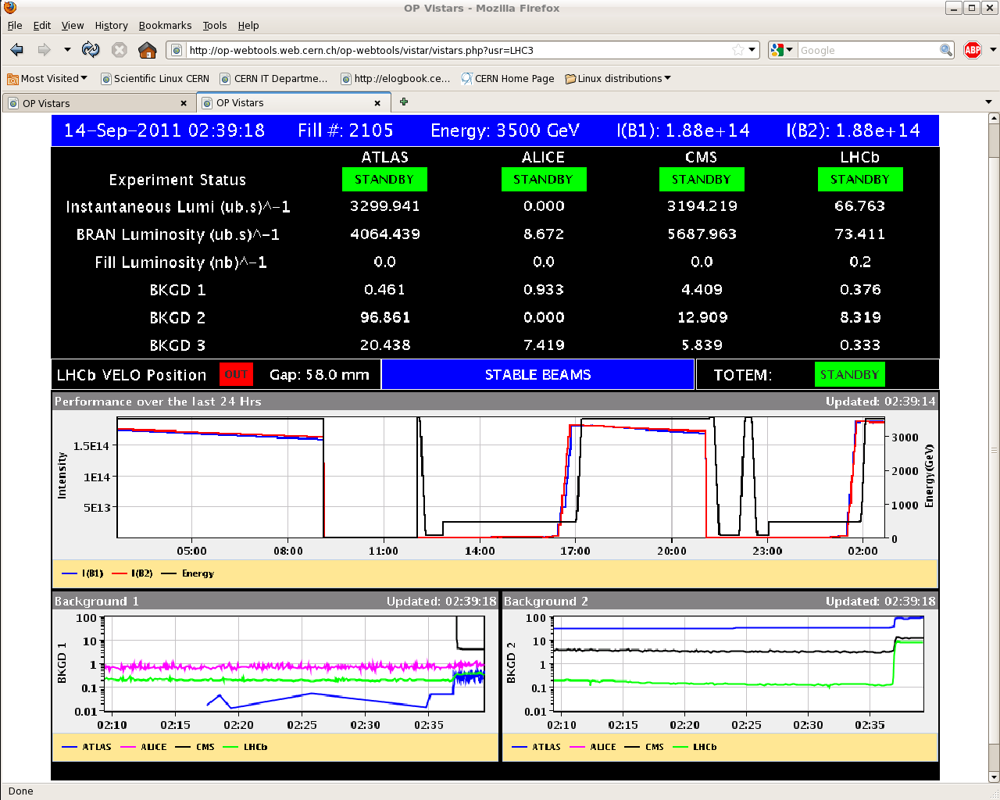 OP Vistars - Mozilla Firefox
File Edit View History Bookmarks Tools Help
http://op-webtools.web.cern.ch/op-webtools/vistar/vistars.php?usr=LHC3 Google ABP
Most Visited Scientific Linux CERN CERN IT Departme... http://elogbook.ce... CERN Home Page Linux distributions
OP Vistars OP Vistars
14-Sep-2011 02:39:18 Fill #: 2105 Energy: 3500 GeV I(B1): 1.88e+14 I(B2): 1.88e+14
ATLAS ALICE CMS LHCb
Experiment Status STANDBY STANDBY STANDBY STANDBY
Instantaneous Lumi (ub.s)^-1 3299.941 0.000 3194.219 66.763
BRAN Luminosity (ub.s)^-1 4064.439 8.672 5687.963 73.411
Fill Luminosity (nb)^-1 0.0 0.0 0.0 0.2
BKGD 1 0.461 0.933 4.409 0.376
BKGD 2 96.861 0.000 12.909 8.319
BKGD 3 20.438 7.419 5.839 0.333
LHCb VELO Position OUT Gap: 58.0 mm STABLE BEAMS TOTEM: STANDBY
Performance over the last 24 Hrs Updated: 02:39:14
Intensity
1.5E14
1E14
5E13
3000
2000
1000
0
Energy(GeV)
05:00 08:00 11:00 14:00 17:00 20:00 23:00 02:00
I(B1) I(B2) Energy
Background 1 Updated: 02:39:18
BKGD 1
100
10
1
0.1
0.01
02:10 02:15 02:20 02:25 02:30 02:35
ATLAS ALICE CMS LHCb
Background 2 Updated: 02:39:18
BKGD 2
100
10
1
0.1
0.01
02:10 02:15 02:20 02:25 02:30 02:35
ATLAS ALICE CMS LHCb
Done